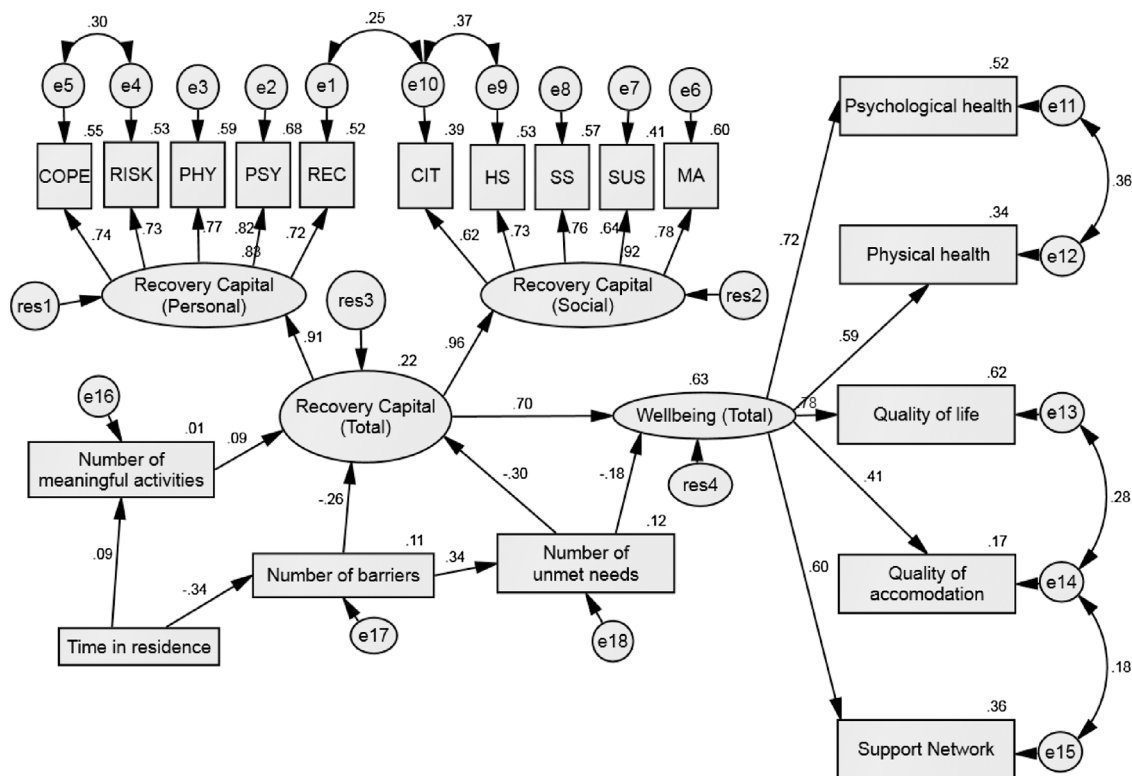 .30
.25
.37
e5
e4
e3
e2
e1
e10
e9
e8
e7
e6
.55
.53
.59
.68
.52
.39
.53
.57
.41
.60
COPE
RISK
PHY
PSY
REC
CIT
HS
SS
SUS
MA
.74
.73
.77
.82
.72
.62
.73
.76
.64
.78
.83
.92
res1
Recovery Capital
(Personal)
res3
Recovery Capital
(Social)
res2
.91
.96
.22
Recovery Capital
(Total)
.70
.63
Wellbeing (Total)
res4
e16
.01
.09
Number of
meaningful activities
-.26
-.30
-.18
.09
-.34
.11
Number of barriers
.34
.12
Number of
unmet needs
e17
e18
Time in residence
.72
.59
.78
.41
.60
.52
Psychological health
e11
.36
.34
Physical health
e12
.62
Quality of life
e13
.28
.17
Quality of
accomodation
e14
.18
.36
Support Network
e15